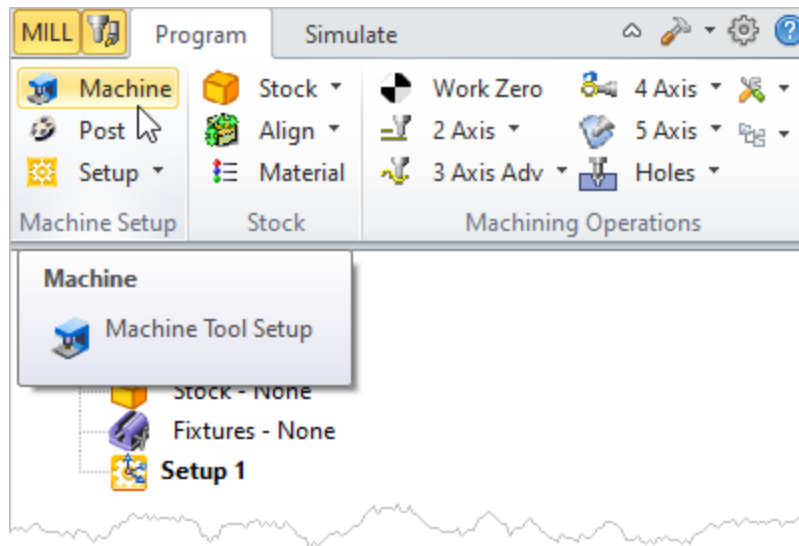 MILL Program Simulate ?
Machine Stock Work Zero 4 Axis
Post Align 2 Axis 5 Axis
Setup Material 3 Axis Adv Holes
Machine Setup Stock Machining Operations
Machine
Machine Tool Setup
Stock - None
Fixtures - None
Setup 1